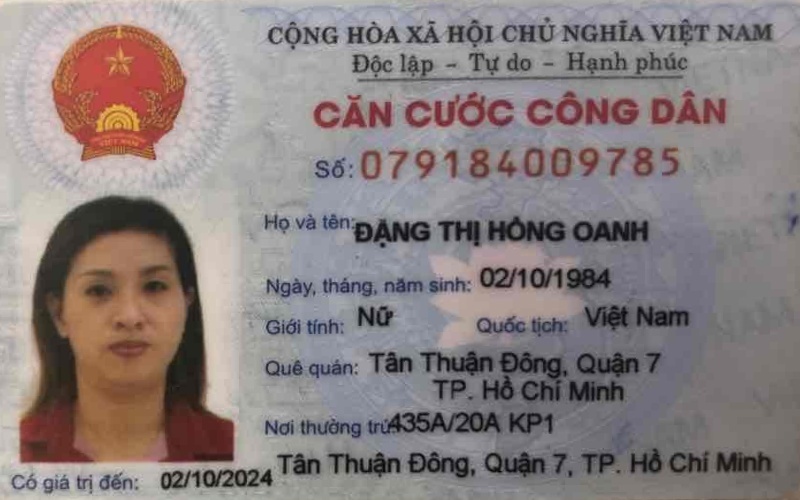 CỘNG HÒA XÃ HỘI CHỦ NGHĨA VIỆT NAM
Độc lập - Tự do - Hạnh phúc
CĂN CƯỚC CÔNG DÂN
Số: 079184009785
Họ và tên: ĐẶNG THỊ HỒNG OANH
Ngày, tháng, năm sinh: 02/10/1984
Giới tính: Nữ Quốc tịch: Việt Nam
Quê quán: Tân Thuận Đông, Quận 7
TP. Hồ Chí Minh
Nơi thường trú: 435A/20A KP1
Tân Thuận Đông, Quận 7, TP. Hồ Chí Minh
Có giá trị đến: 02/10/2024
VIỆT NAM